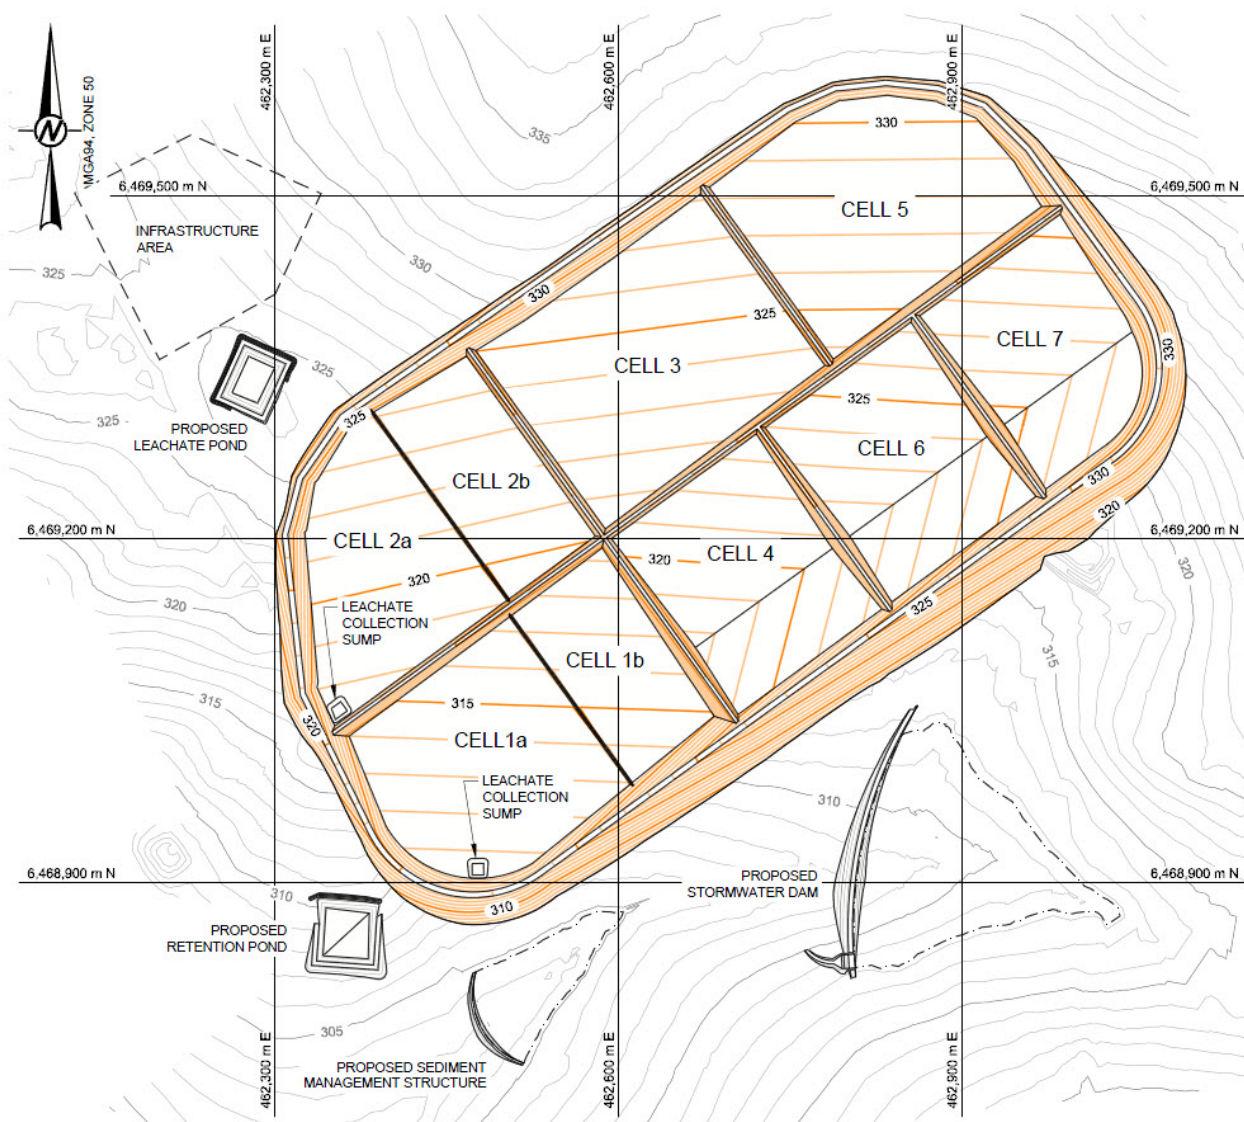 462,300 m E
462,600 m E
462,900 m E
N
MGA94, ZONE 50
335
330
6,469,500 m N
6,469,500 m N
CELL 5
INFRASTRUCTURE
AREA
325
330
330
325
CELL 3
CELL 7
330
325
325
325
325
PROPOSED
LEACHATE POND
CELL 6
CELL 2b
330
320
6,469,200 m N
6,469,200 m N
CELL 2a
CELL 4
320
320
320
320
LEACHATE
COLLECTION
SUMP
325
315
CELL 1b
315
315
320
CELL1a
LEACHATE
COLLECTION
SUMP
310
6,468,900 m N
PROPOSED
STORMWATER DAM
6,468,900 m N
310
310
PROPOSED
RETENTION POND
305
PROPOSED SEDIMENT
MANAGEMENT STRUCTURE
462,300 m E
462,600 m E
462,900 m E